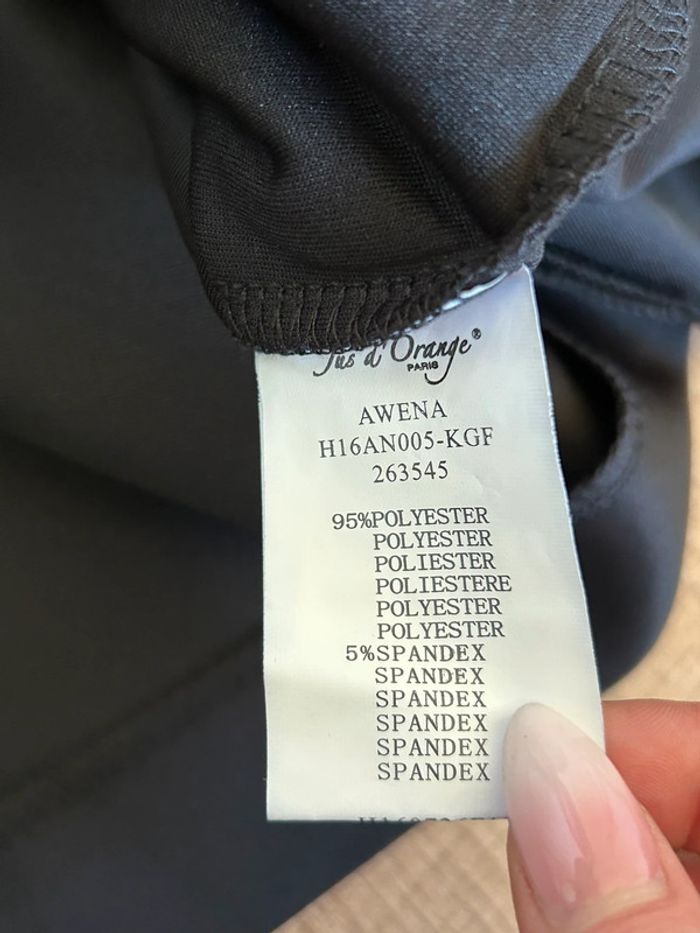 Jus d'Orange®
PARIS
AWENA
H16AN005-KGF
263545
95%POLYESTER
POLYESTER
POLIESTER
POLIESTERE
POLYESTER
POLYESTER
5%SPANDEX
SPANDEX
SPANDEX
SPANDEX
SPANDEX
SPANDEX